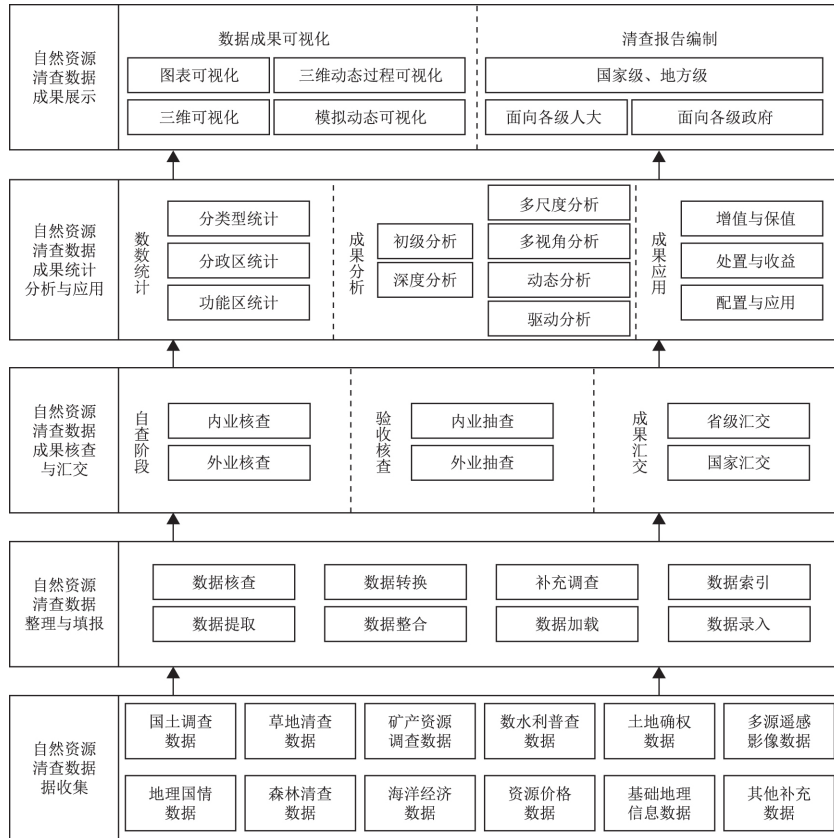 自然资源
清查数据
成果展示
数据成果可视化
图表可视化
三维动态过程可视化
三维可视化
模拟动态可视化
清查报告编制
国家级、地方级
面向各级人大
面向各级政府
自然资源
清查数据
成果统计
分析与应用
数数统计
分类型统计
分政区统计
功能区统计
成果分析
初级分析
深度分析
多尺度分析
多视角分析
动态分析
驱动分析
成果应用
增值与保值
处置与收益
配置与应用
自然资源
清查数据
成果核查
与汇交
自查阶段
内业核查
外业核查
验收核查
内业抽查
外业抽查
成果汇交
省级汇交
国家汇交
自然资源
清查数据
整理与填报
数据核查
数据转换
补充调查
数据索引
数据提取
数据整合
数据加载
数据录入
自然资源
清查数据
据收集
国土调查
数据
草地清查
数据
矿产资源
调查数据
数水利普查
数据
土地确权
数据
多源遥感
影像数据
地理国情
数据
森林清查
数据
海洋经济
数据
资源价格
数据
基础地理
信息数据
其他补充
数据